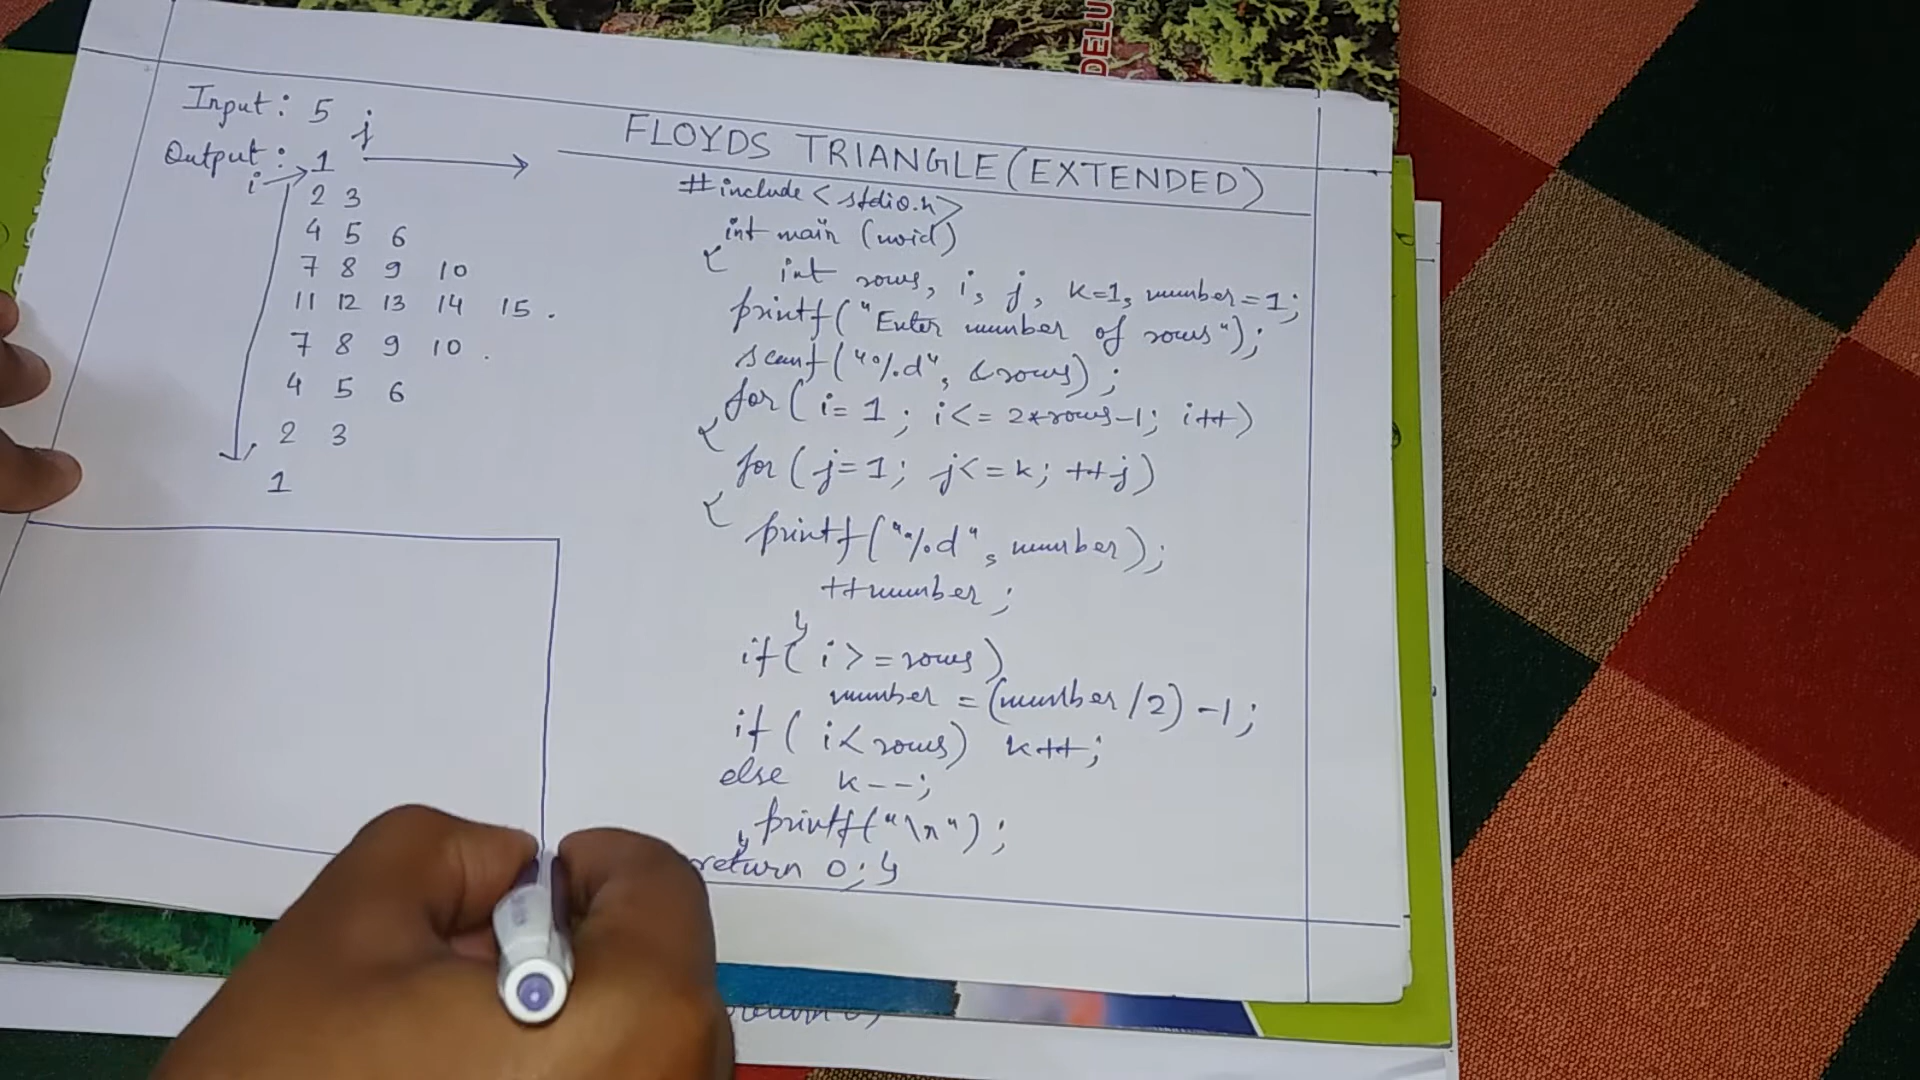 Input: 5
j
Output: 1
i
2 3
4 5 6
7 8 9 10
11 12 13 14 15.
7 8 9 10.
4 5 6
2 3
1
FLOYDS TRIANGLE (EXTENDED)
#include <stdio.h>
int main (void)
{
int rows, i, j, k=1, number=1;
printf("Enter number of rows");
scanf("%d", &rows);
for(i=1; i<=2*rows-1; i++)
{
for(j=1; j<=k; ++j)
{
printf("%d", number);
++number;
}
if(i>=rows)
number = (number/2)-1;
if(i<rows) k++;
else k--;
printf("\n");
}
return 0; }
DELU